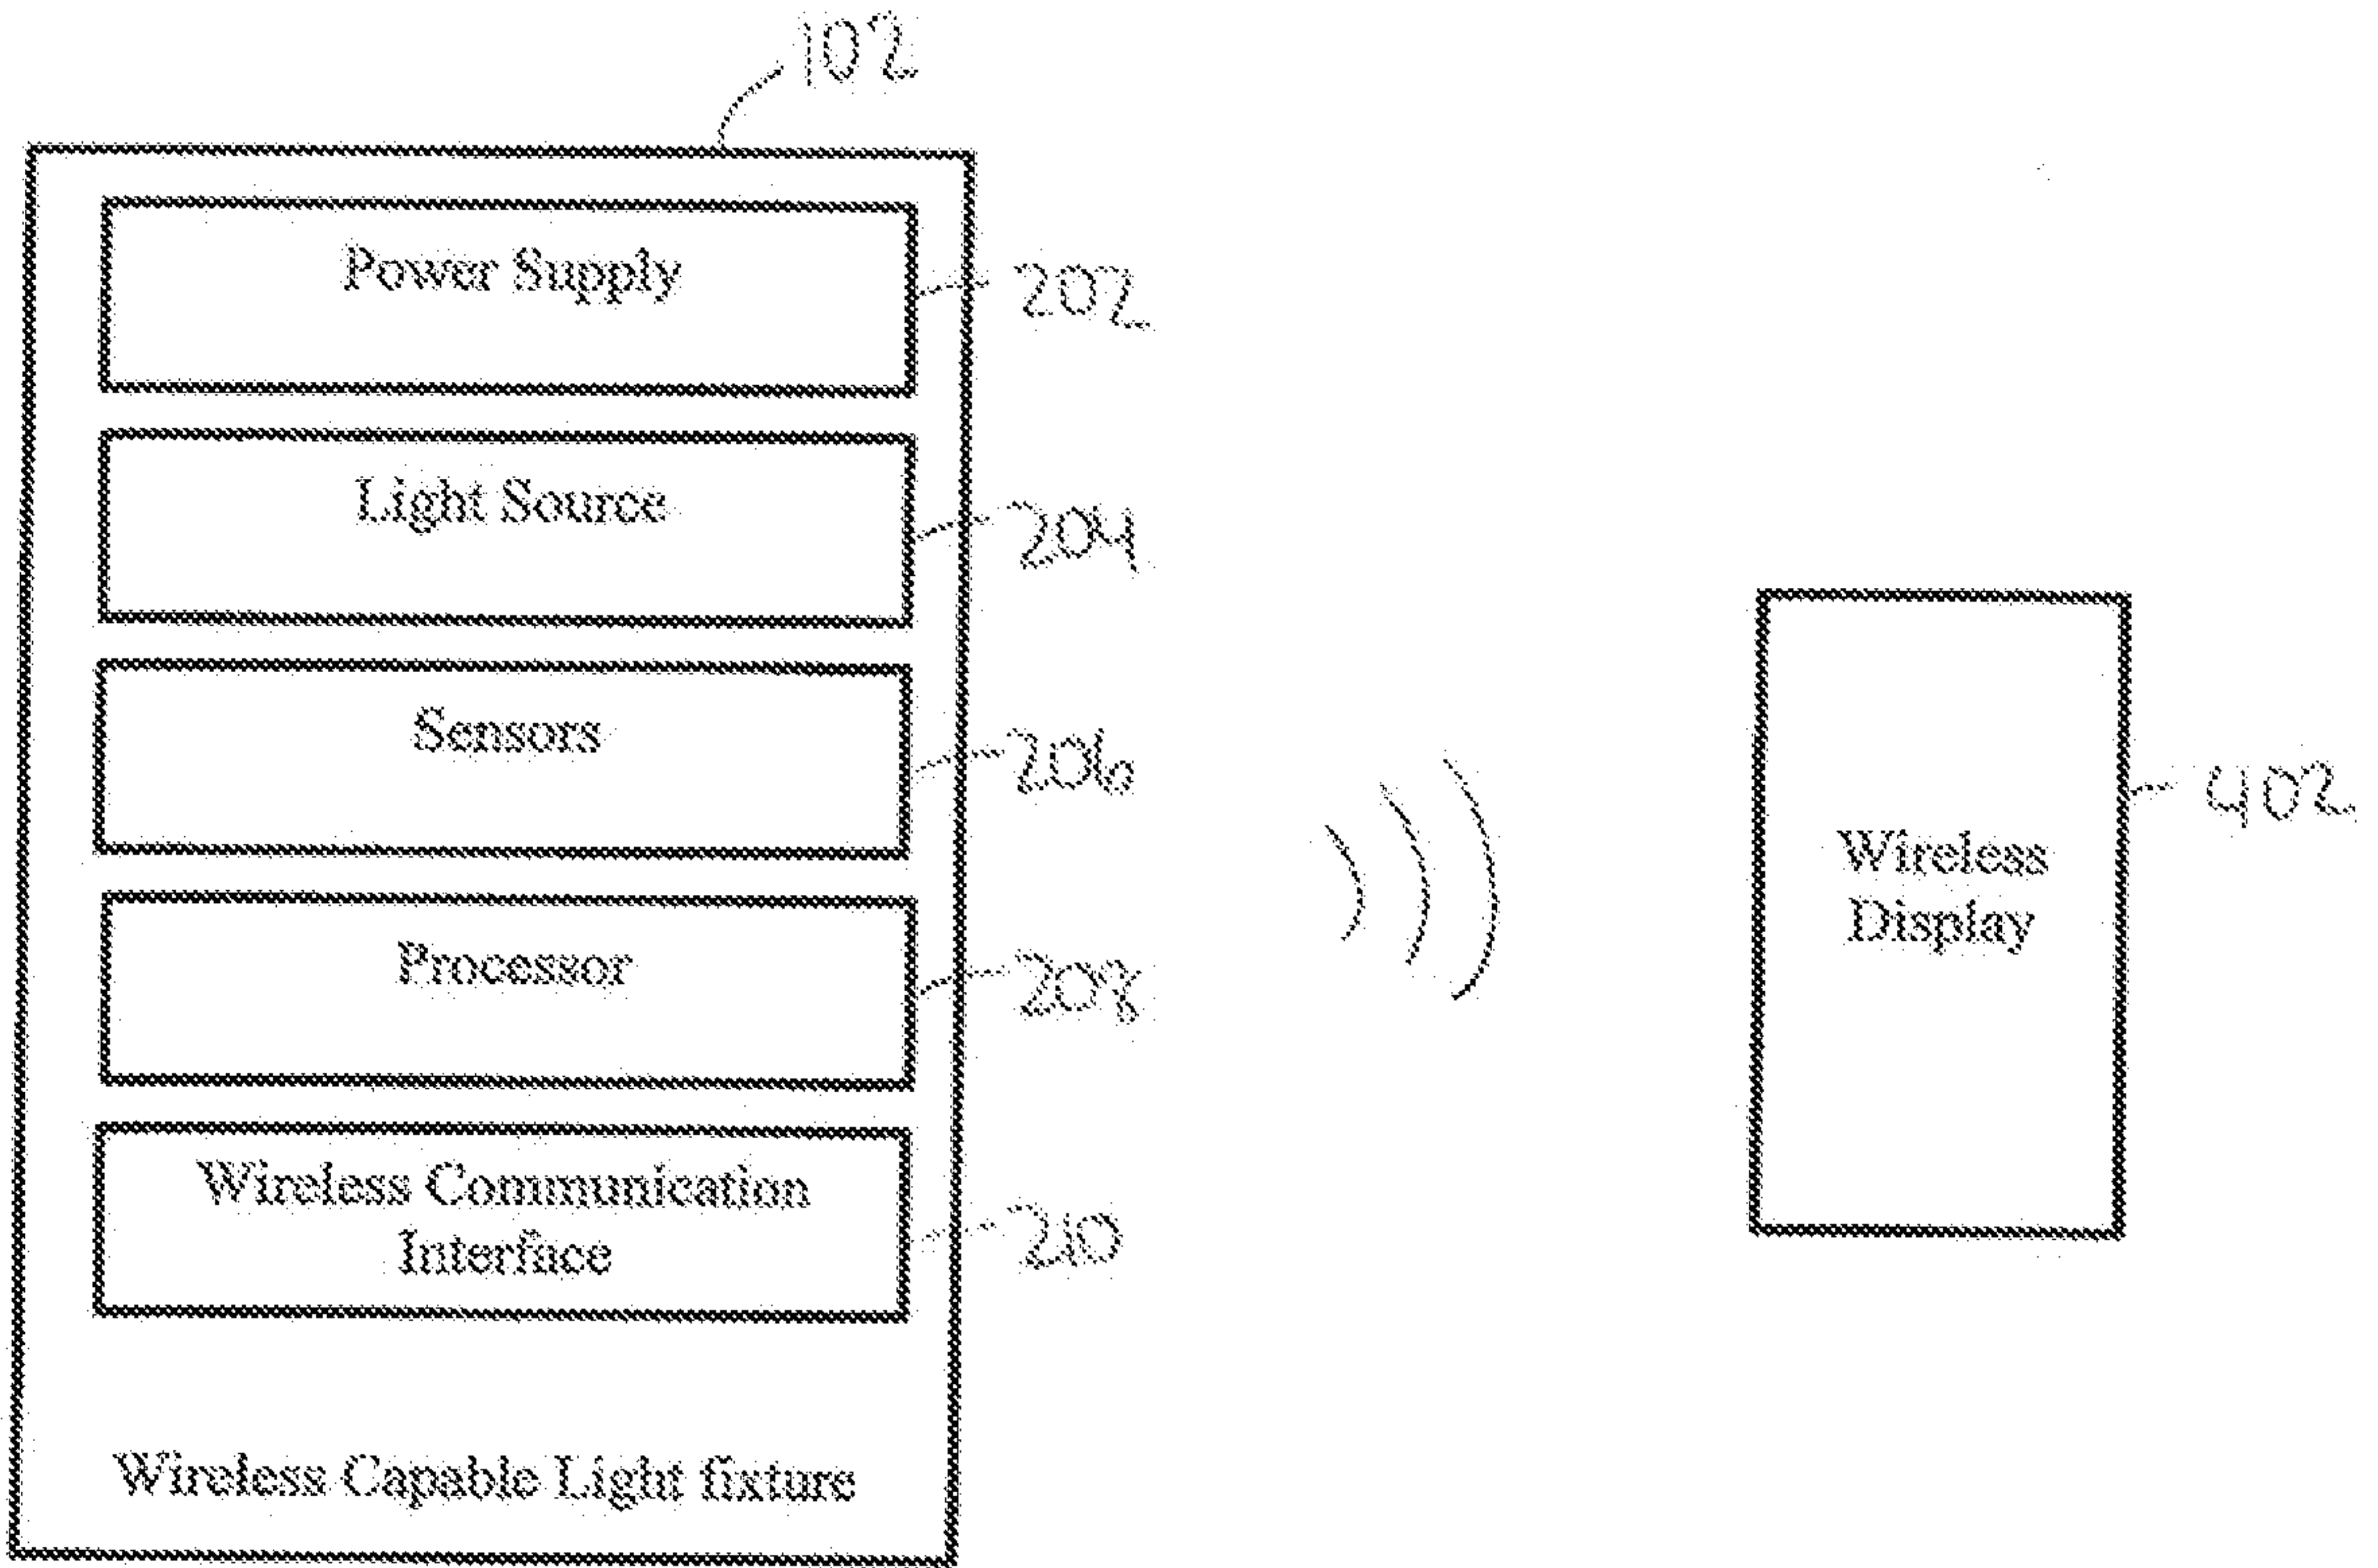 102
Power Supply
202
Light Source
204
Sensors
206
Processor
208
Wireless Communication
Interface
210
Wireless Capable Light fixture
Wireless
Display
402